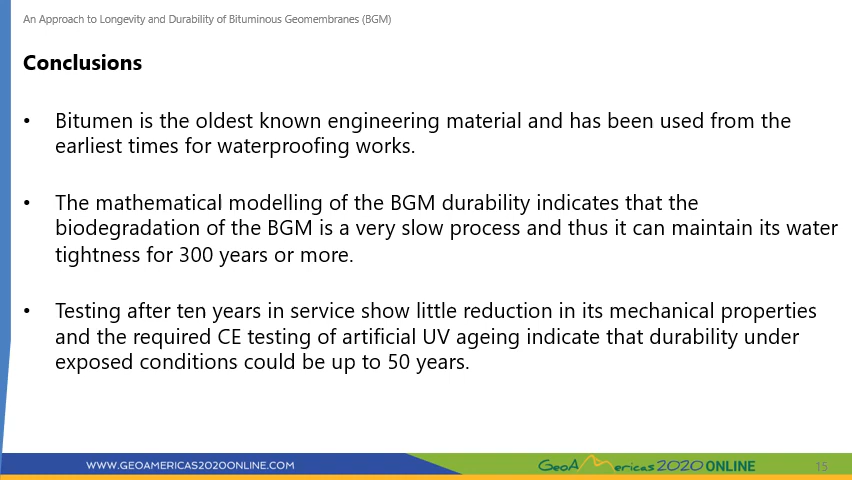 An Approach to Longevity and Durability of Bituminous Geomembranes (BGM)
Conclusions
• Bitumen is the oldest known engineering material and has been used from the
earliest times for waterproofing works.
• The mathematical modelling of the BGM durability indicates that the
biodegradation of the BGM is a very slow process and thus it can maintain its water
tightness for 300 years or more.
• Testing after ten years in service show little reduction in its mechanical properties
and the required CE testing of artificial UV ageing indicate that durability under
exposed conditions could be up to 50 years.
WWW.GEOAMERICAS2020ONLINE.COM
GeoAmericas 2020 ONLINE
15